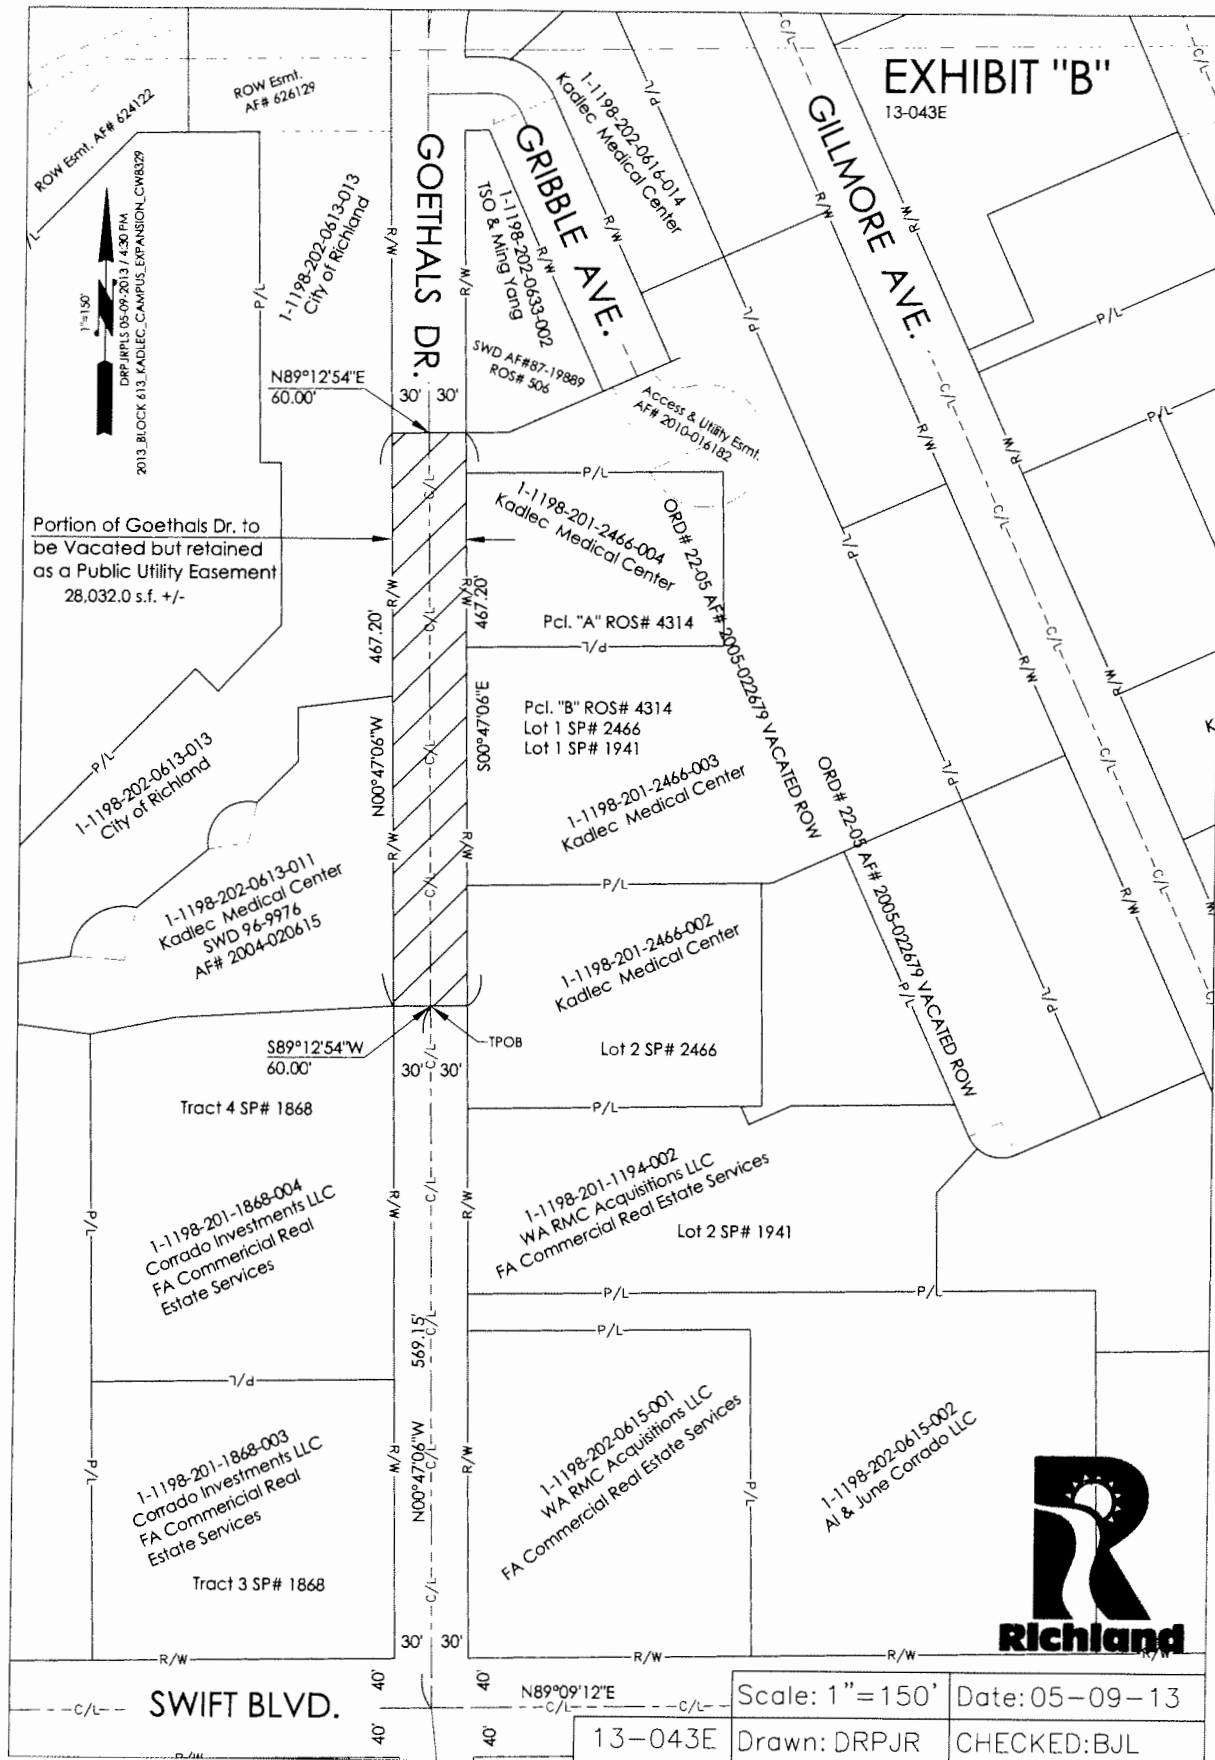 EXHIBIT "B"
13-043E
ROW Esmt. AF# 624122
ROW Esmt.
AF# 626129
1"=150'
DRPJRPLS 05-09-2013 / 4:30 PM
2013_BLOCK 613_KADLEC_CAMPUS_EXPANSION_CW8329
1-1198-202-0613-013
City of Richland
GOETHALS DR.
GRIBBLE AVE.
GILLMORE AVE.
1-1198-202-0616-014
Kadlec Medical Center
1-1198-202-0633-002
TSO & Ming Yang
SWD AF#87-19889
ROS# 506
Access & Utility Esmt.
AF# 2010-016182
N89°12'54"E
60.00'
30' 30'
Portion of Goethals Dr. to
be Vacated but retained
as a Public Utility Easement
28,032.0 s.f. +/-
467.20'
N00°47'06"W
467.20'
S00°47'06"E
1-1198-201-2466-004
Kadlec Medical Center
Pcl. "A" ROS# 4314
ORD# 22-05 AF# 2005-022679 VACATED ROW
Pcl. "B" ROS# 4314
Lot 1 SP# 2466
Lot 1 SP# 1941
1-1198-201-2466-003
Kadlec Medical Center
ORD# 22-05 AF# 2005-022679 VACATED ROW
1-1198-202-0613-013
City of Richland
1-1198-202-0613-011
Kadlec Medical Center
SWD 96-9976
AF# 2004-020615
1-1198-201-2466-002
Kadlec Medical Center
Lot 2 SP# 2466
S89°12'54"W
60.00'
TPOB
30' 30'
Tract 4 SP# 1868
1-1198-201-1868-004
Corrado Investments LLC
FA Commericial Real
Estate Services
1-1198-201-1194-002
WA RMC Acquisitions LLC
FA Commercial Real Estate Services
Lot 2 SP# 1941
569.15'
N00°47'06"W
1-1198-201-1868-003
Corrado Investments LLC
FA Commericial Real
Estate Services
Tract 3 SP# 1868
1-1198-202-0615-001
WA RMC Acquisitions LLC
FA Commercial Real Estate Services
1-1198-202-0615-002
Al & June Corrado LLC
Richland
30' 30'
R/W
P/L
C/L
40' 40'
40' 40'
SWIFT BLVD.
N89°09'12"E
Scale: 1"=150'
Date: 05-09-13
13-043E
Drawn: DRPJR
CHECKED: BJL